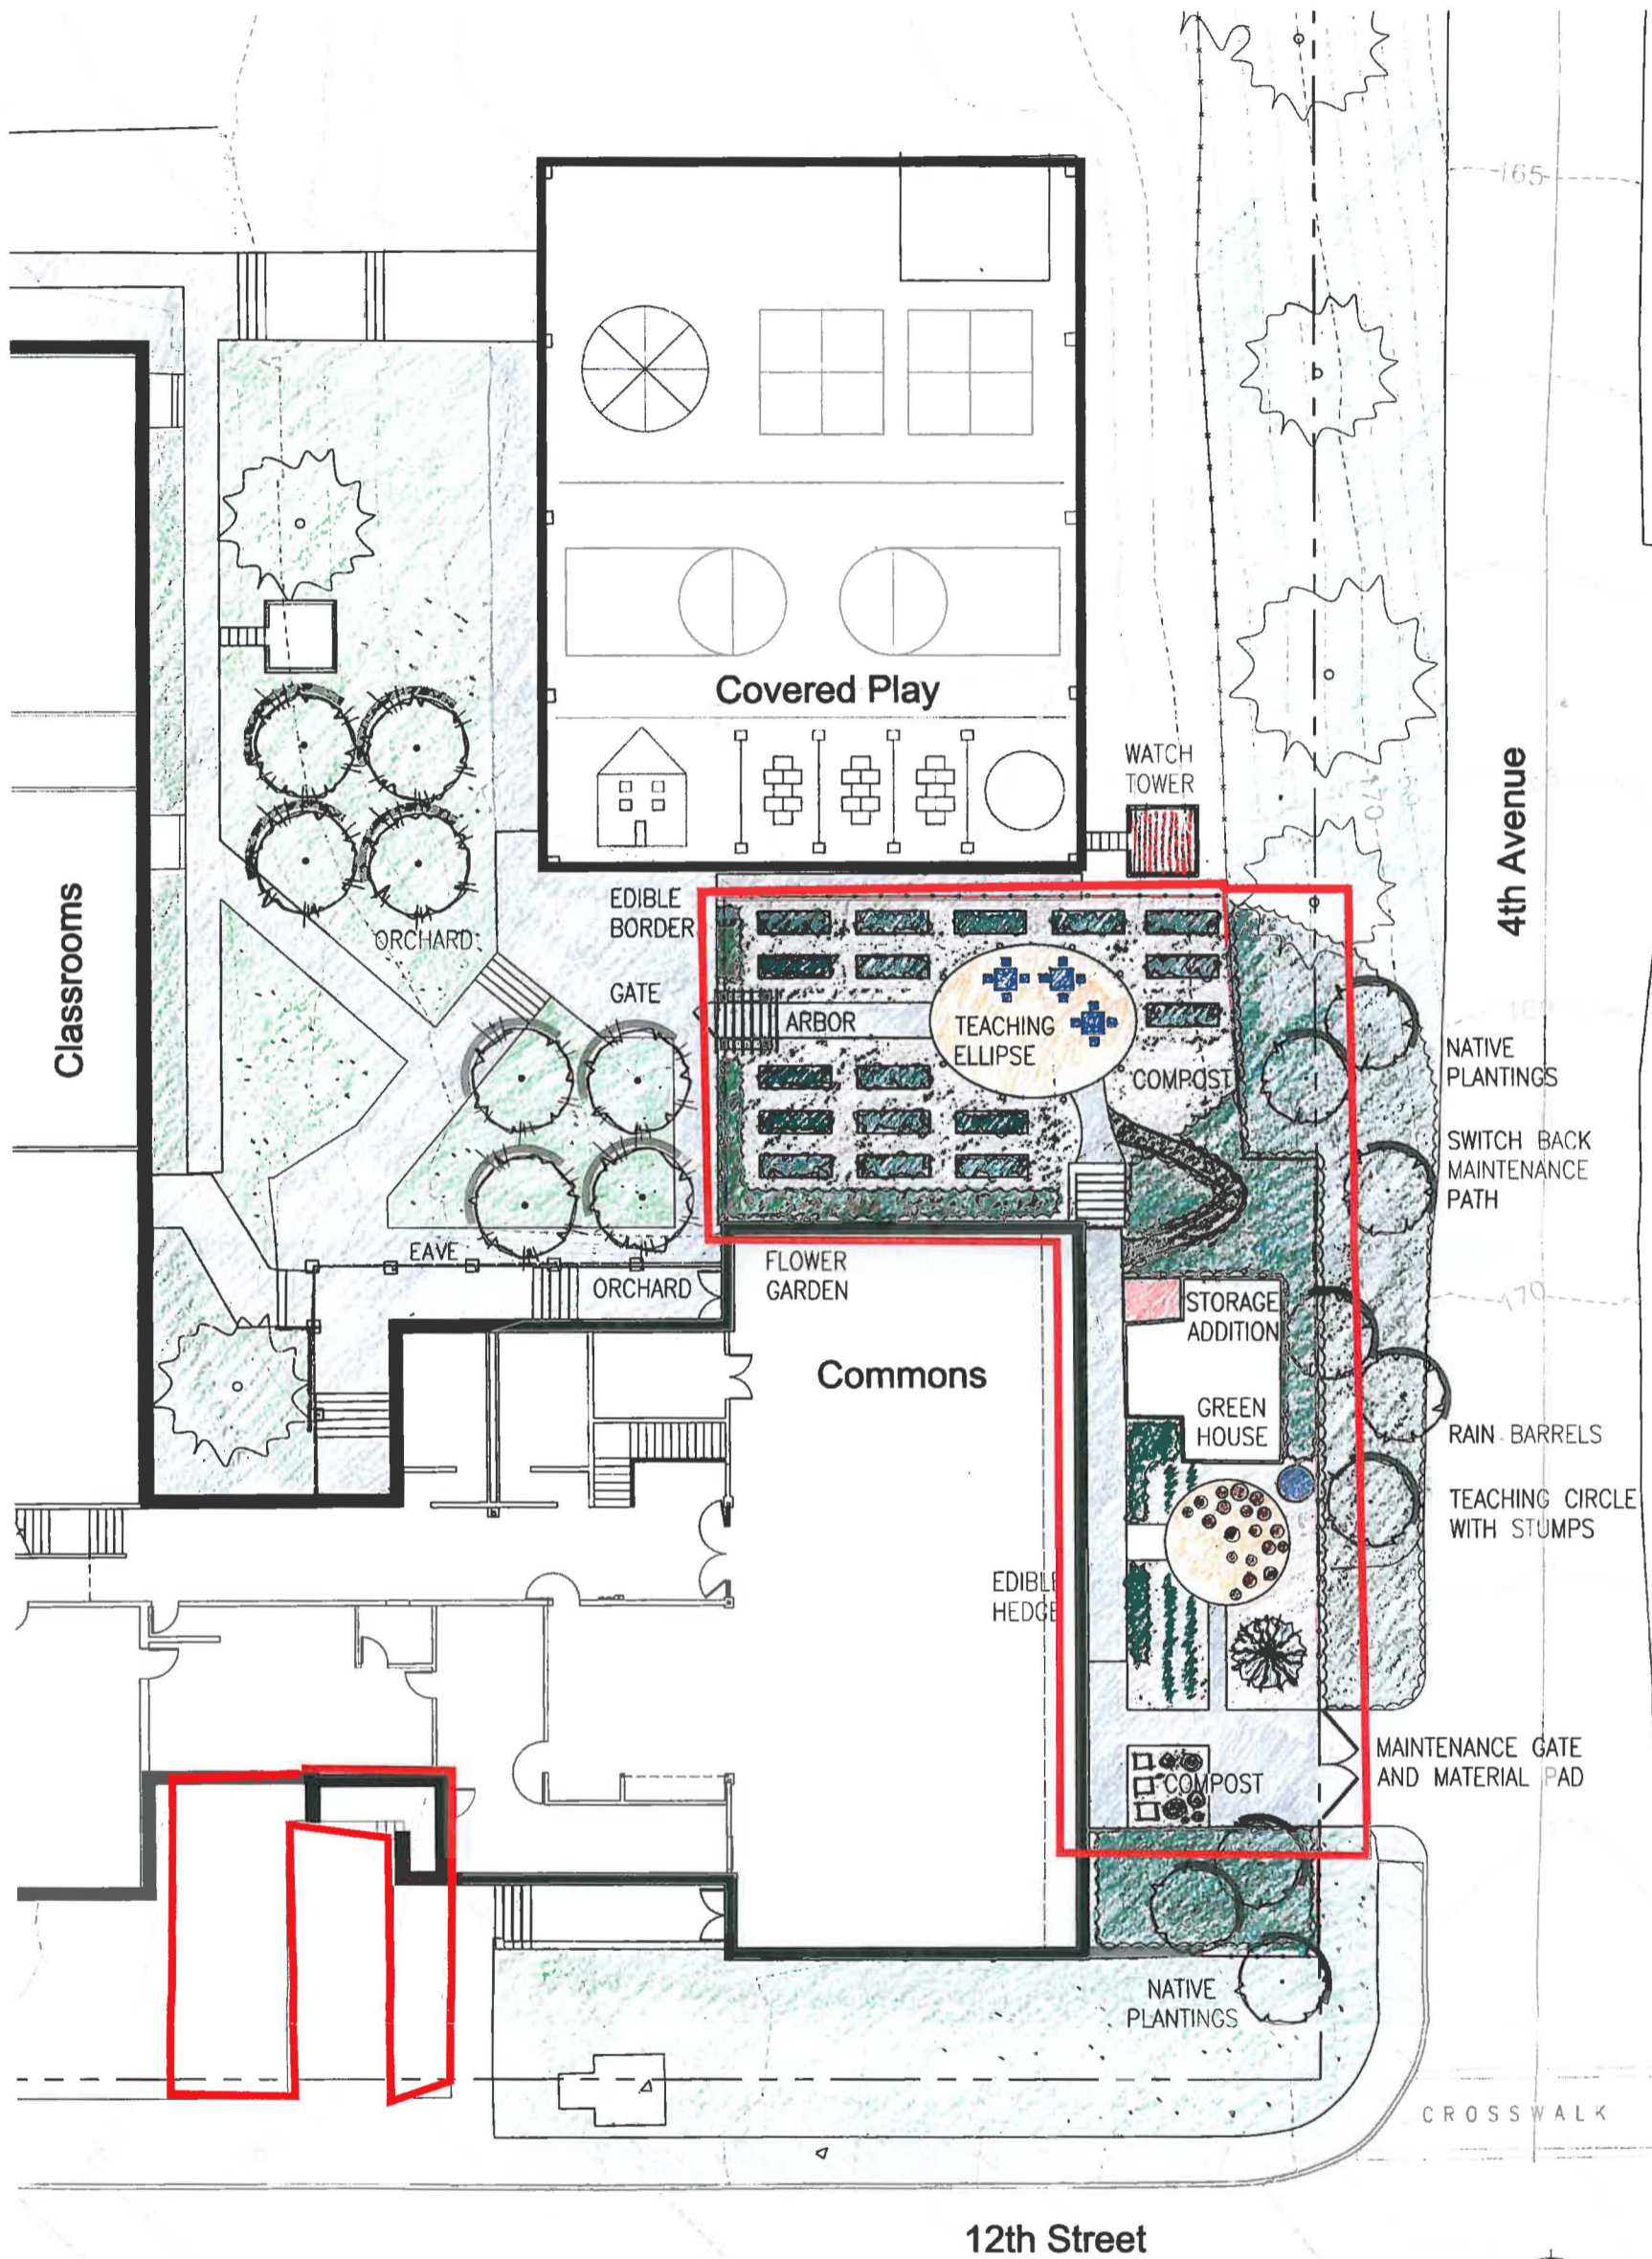 165
Covered Play
WATCH
TOWER
4th Avenue
Classrooms
EDIBLE
BORDER
ORCHARD
GATE
ARBOR
TEACHING
ELLIPSE
COMPOST
NATIVE
PLANTINGS
SWITCH BACK
MAINTENANCE
PATH
EAVE
ORCHARD
FLOWER
GARDEN
STORAGE
ADDITION
170
170
Commons
GREEN
HOUSE
RAIN BARRELS
TEACHING CIRCLE
WITH STUMPS
EDIBLE
HEDGE
MAINTENANCE GATE
AND MATERIAL PAD
COMPOST
NATIVE
PLANTINGS
CROSSWALK
12th Street